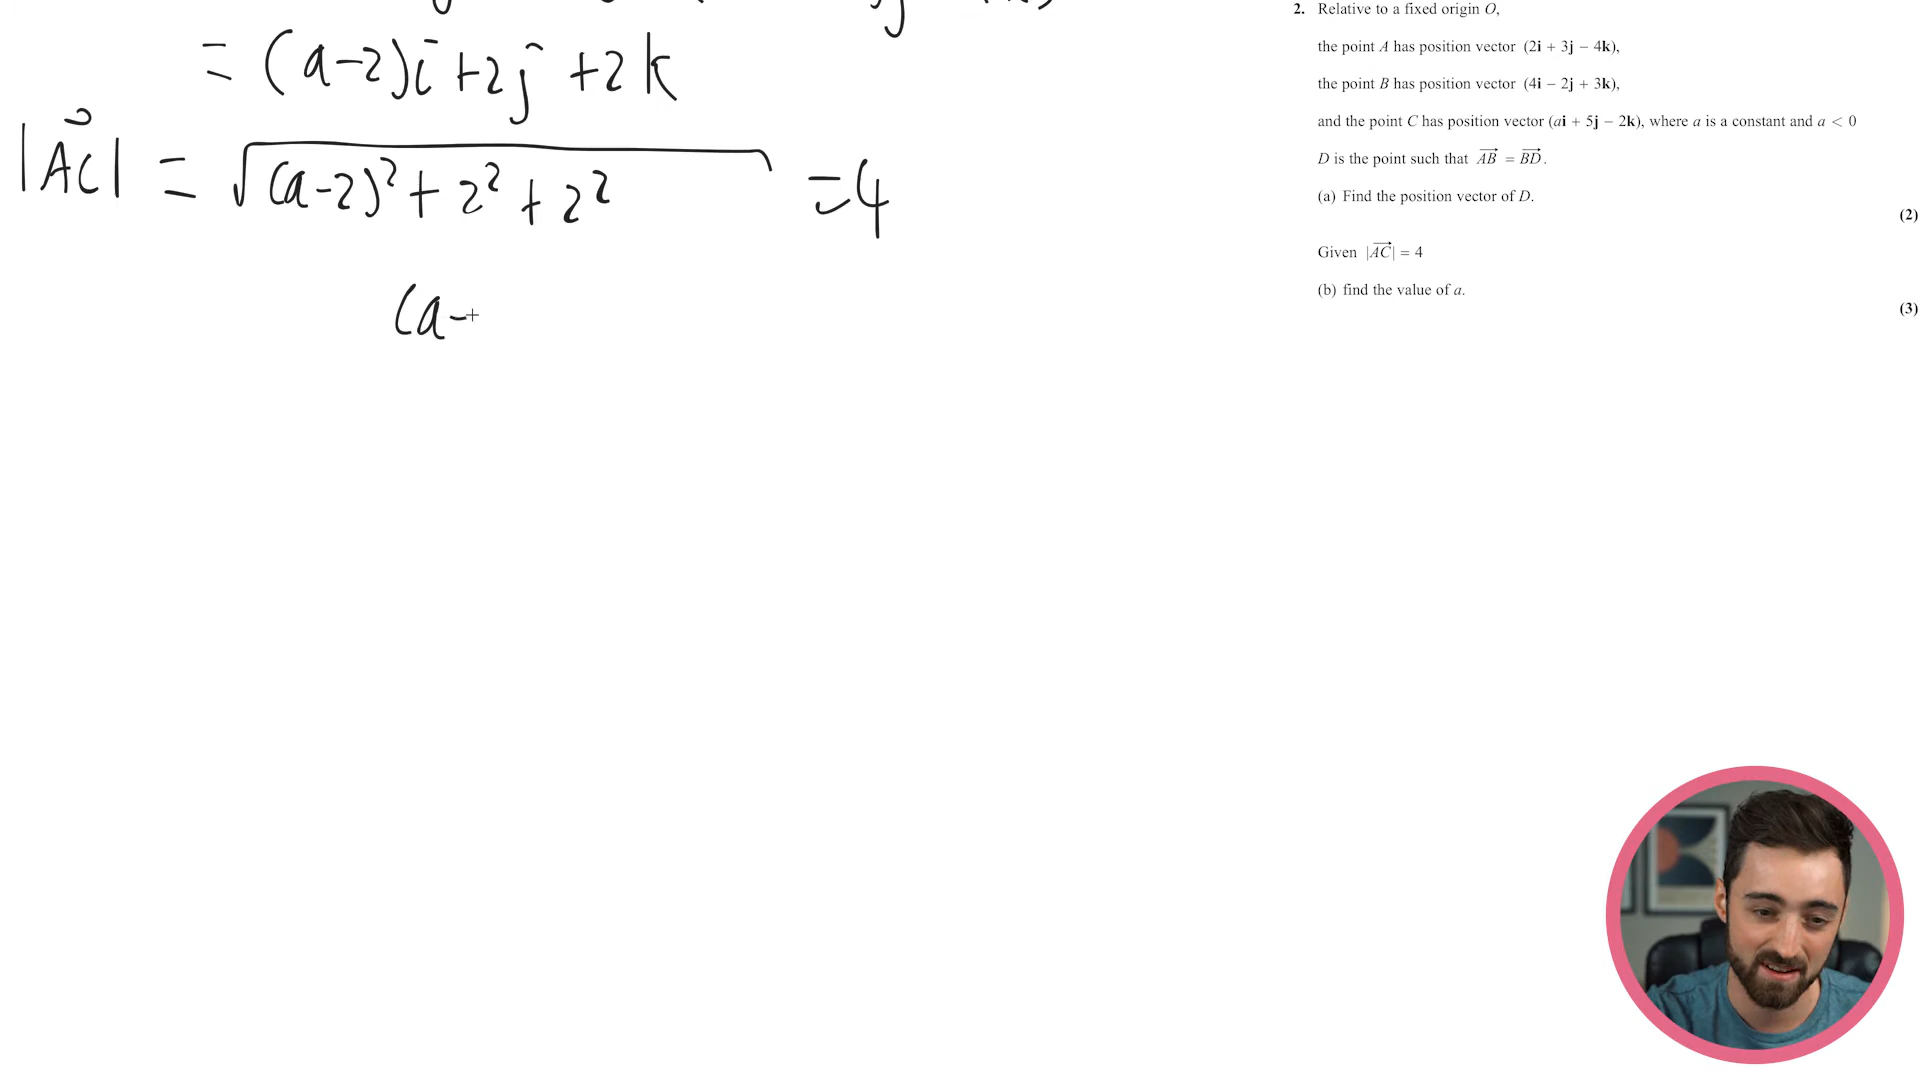 = (a-2)i + 2j + 2k
|AC⃗| = √(a-2)² + 2² + 2² = 4
(a-
2. Relative to a fixed origin O,
the point A has position vector (2i + 3j − 4k),
the point B has position vector (4i − 2j + 3k),
and the point C has position vector (ai + 5j − 2k), where a is a constant and a < 0
D is the point such that AB⃗ = BD⃗.
(a) Find the position vector of D.
(2)
Given |AC⃗| = 4
(b) find the value of a.
(3)